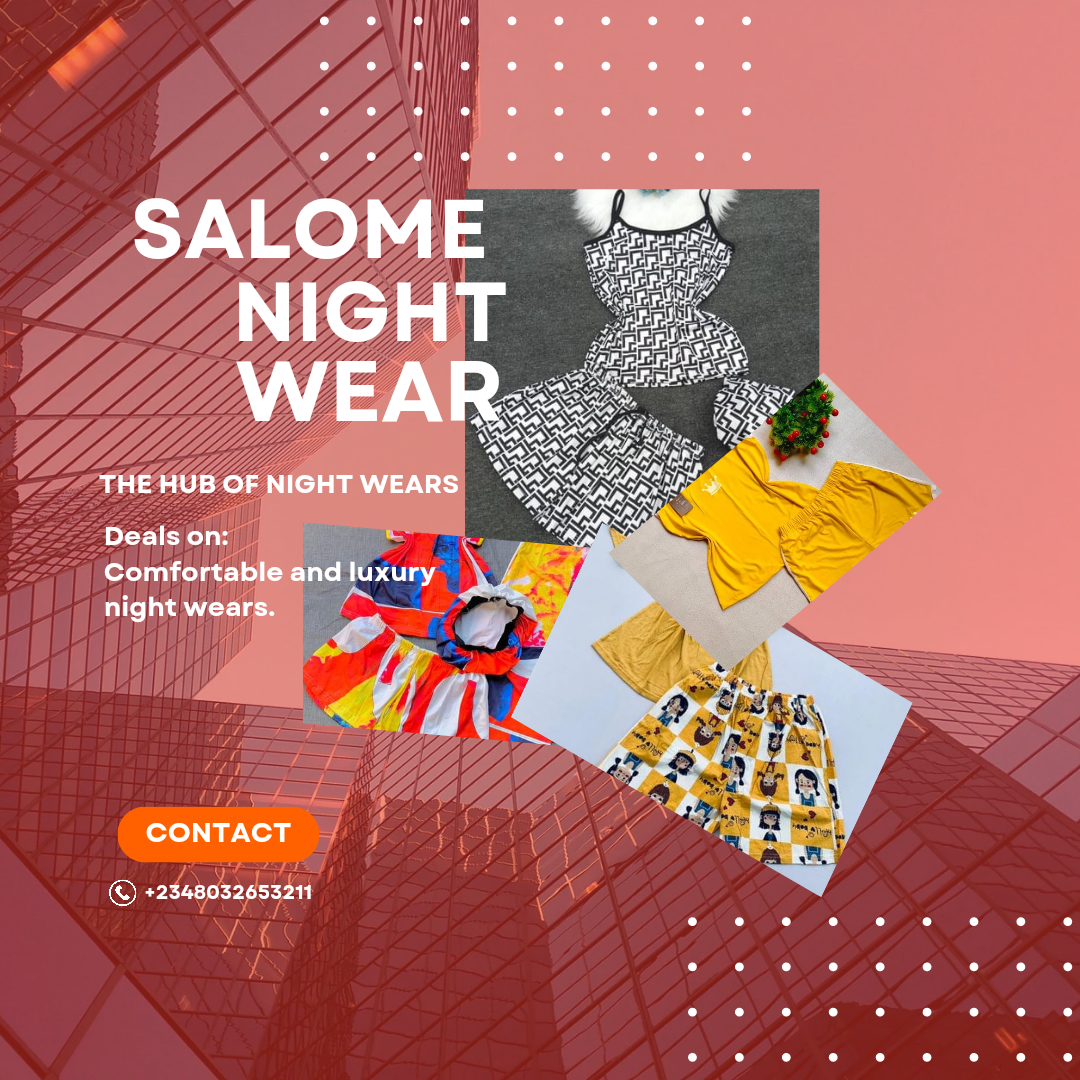 SALOME
NIGHT
WEAR
THE HUB OF NIGHT WEARS
Deals on:
Comfortable and luxury
night wears.
CONTACT
+2348032653211